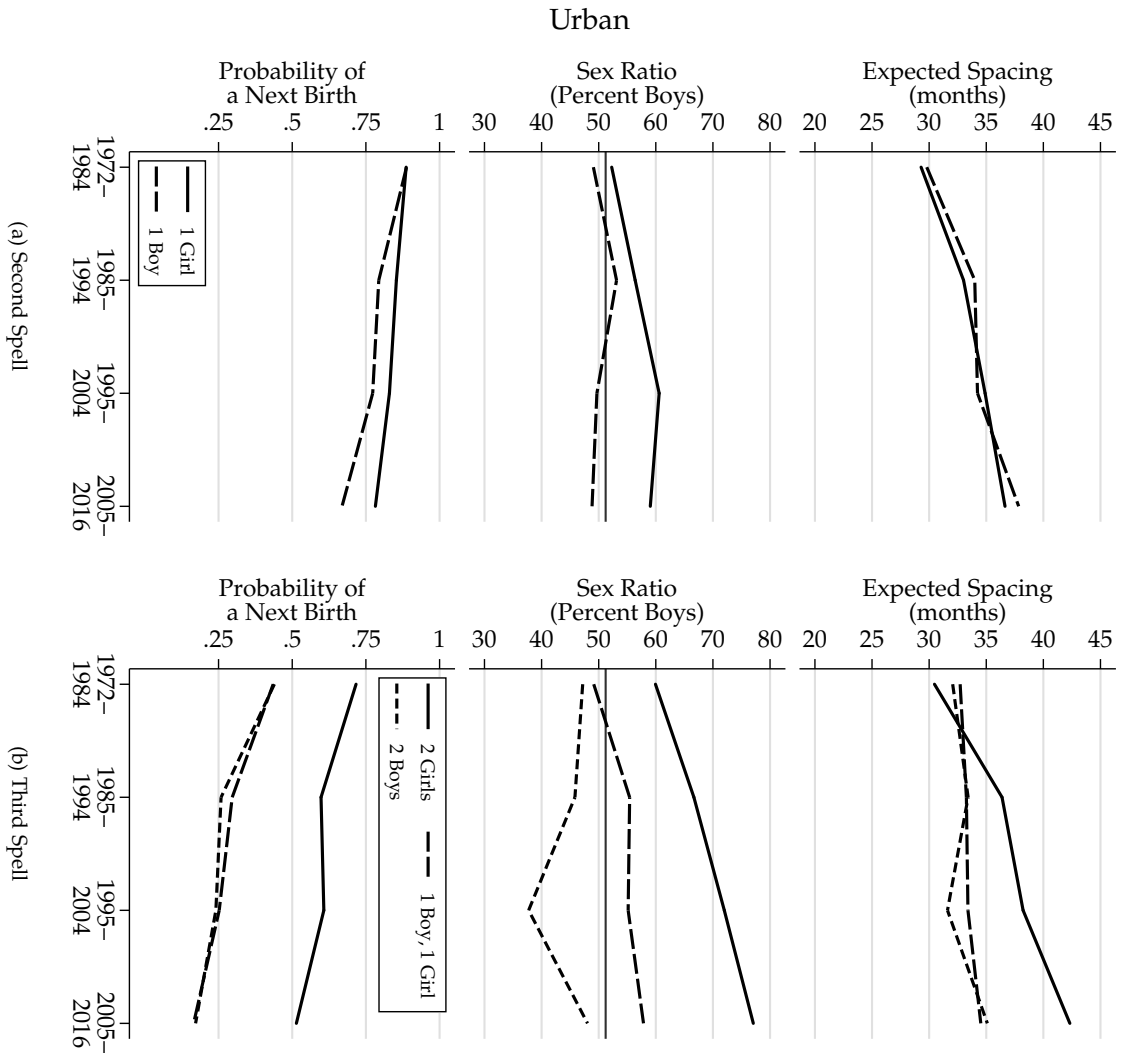 Urban
Probability of
a Next Birth
.25 .5 .75 1
Sex Ratio
(Percent Boys)
30 40 50 60 70 80
Expected Spacing
(months)
20 25 30 35 40 45
1972–
1984
1985–
1994
1995–
2004
2005–
2016
1 Girl
1 Boy
(a) Second Spell
Probability of
a Next Birth
.25 .5 .75 1
Sex Ratio
(Percent Boys)
30 40 50 60 70 80
Expected Spacing
(months)
20 25 30 35 40 45
1972–
1984
1985–
1994
1995–
2004
2005–
2016
2 Girls 1 Boy, 1 Girl
2 Boys
(b) Third Spell